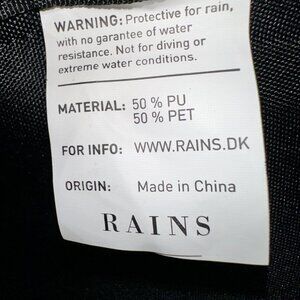 WARNING: Protective for rain,
with no garantee of water
resistance. Not for diving or
extreme water conditions.
MATERIAL: 50 % PU
50 % PET
FOR INFO: WWW.RAINS.DK
ORIGIN: Made in China
RAINS